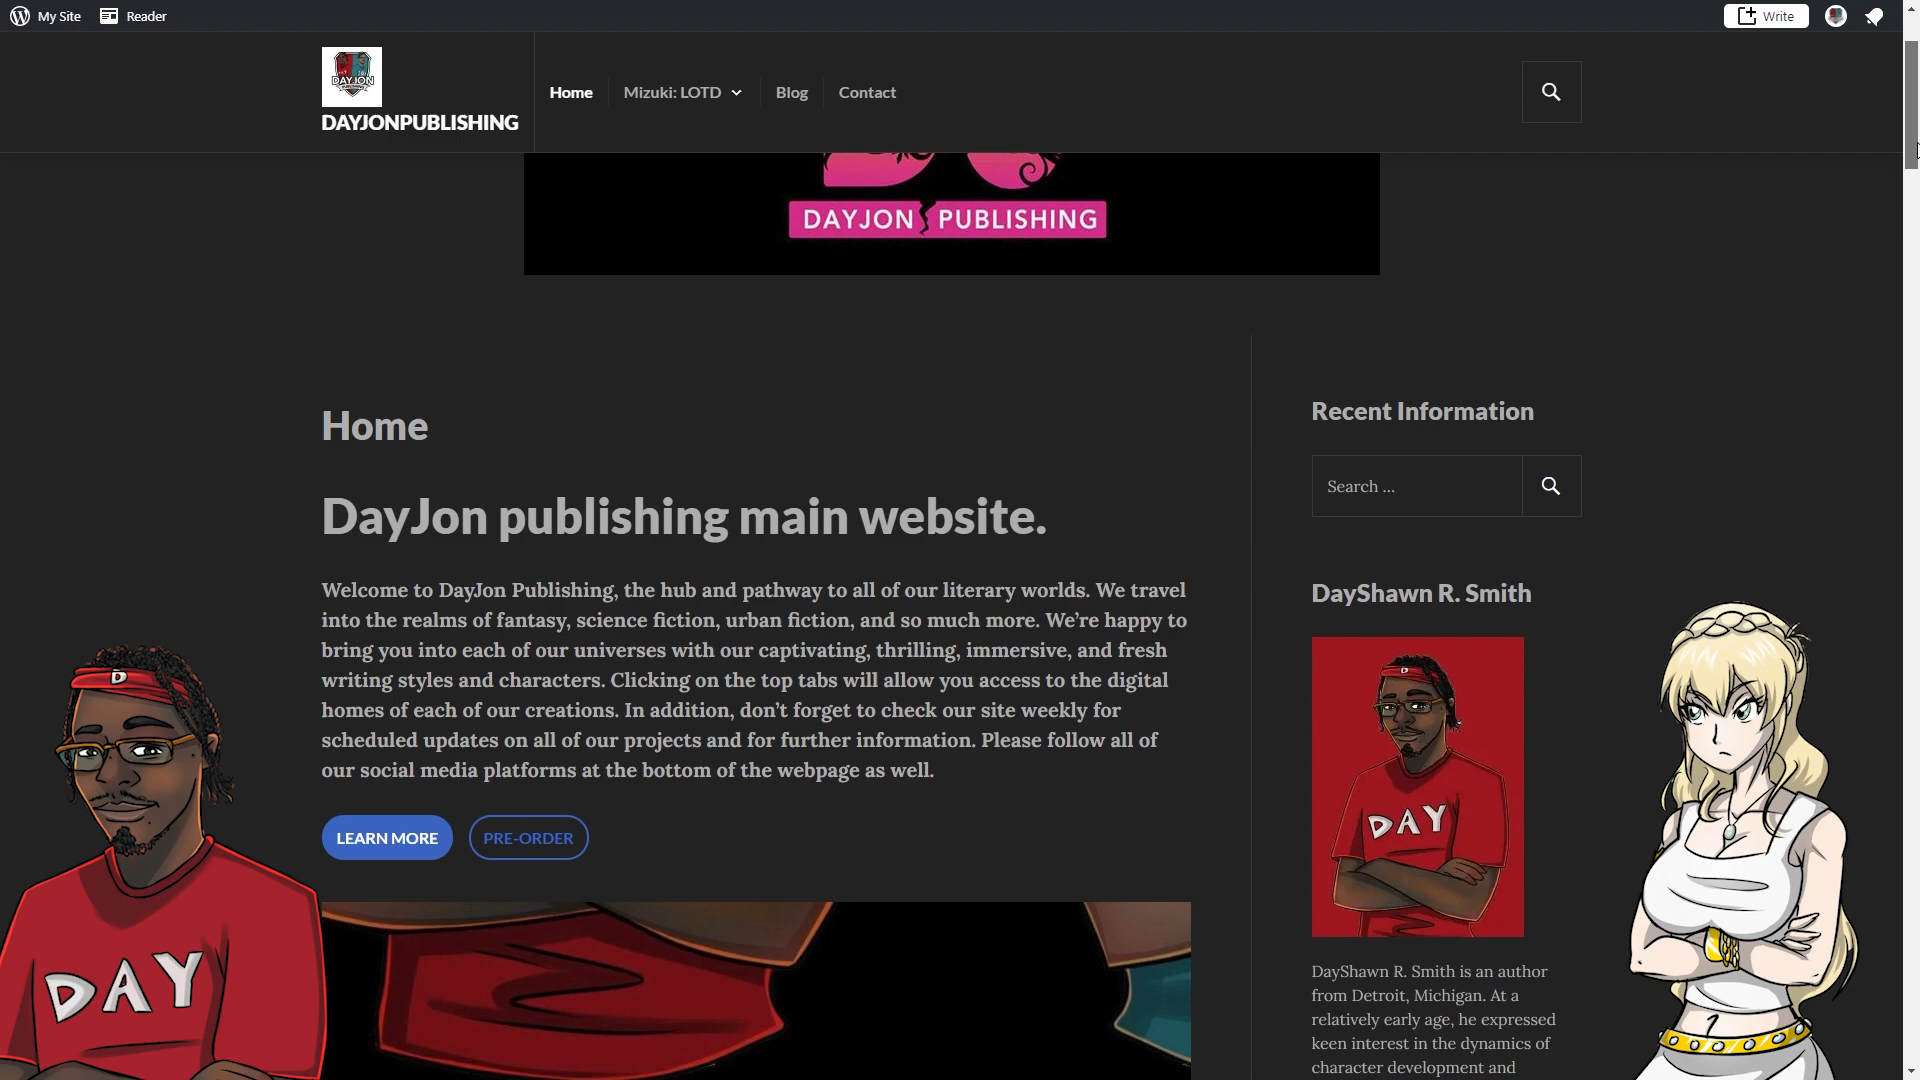 My Site
Reader
Write
DAYJON
DAYJONPUBLISHING
Home
Mizuki: LOTD
Blog
Contact
DAYJON PUBLISHING
Home
DayJon publishing main website.
Welcome to DayJon Publishing, the hub and pathway to all of our literary worlds. We travel
into the realms of fantasy, science fiction, urban fiction, and so much more. We’re happy to
bring you into each of our universes with our captivating, thrilling, immersive, and fresh
writing styles and characters. Clicking on the top tabs will allow you access to the digital
homes of each of our creations. In addition, don’t forget to check our site weekly for
scheduled updates on all of our projects and for further information. Please follow all of
our social media platforms at the bottom of the webpage as well.
LEARN MORE
PRE-ORDER
Recent Information
Search ...
DayShawn R. Smith
D
DAY
DayShawn R. Smith is an author
from Detroit, Michigan. At a
relatively early age, he expressed
keen interest in the dynamics of
character development and
D
DAY